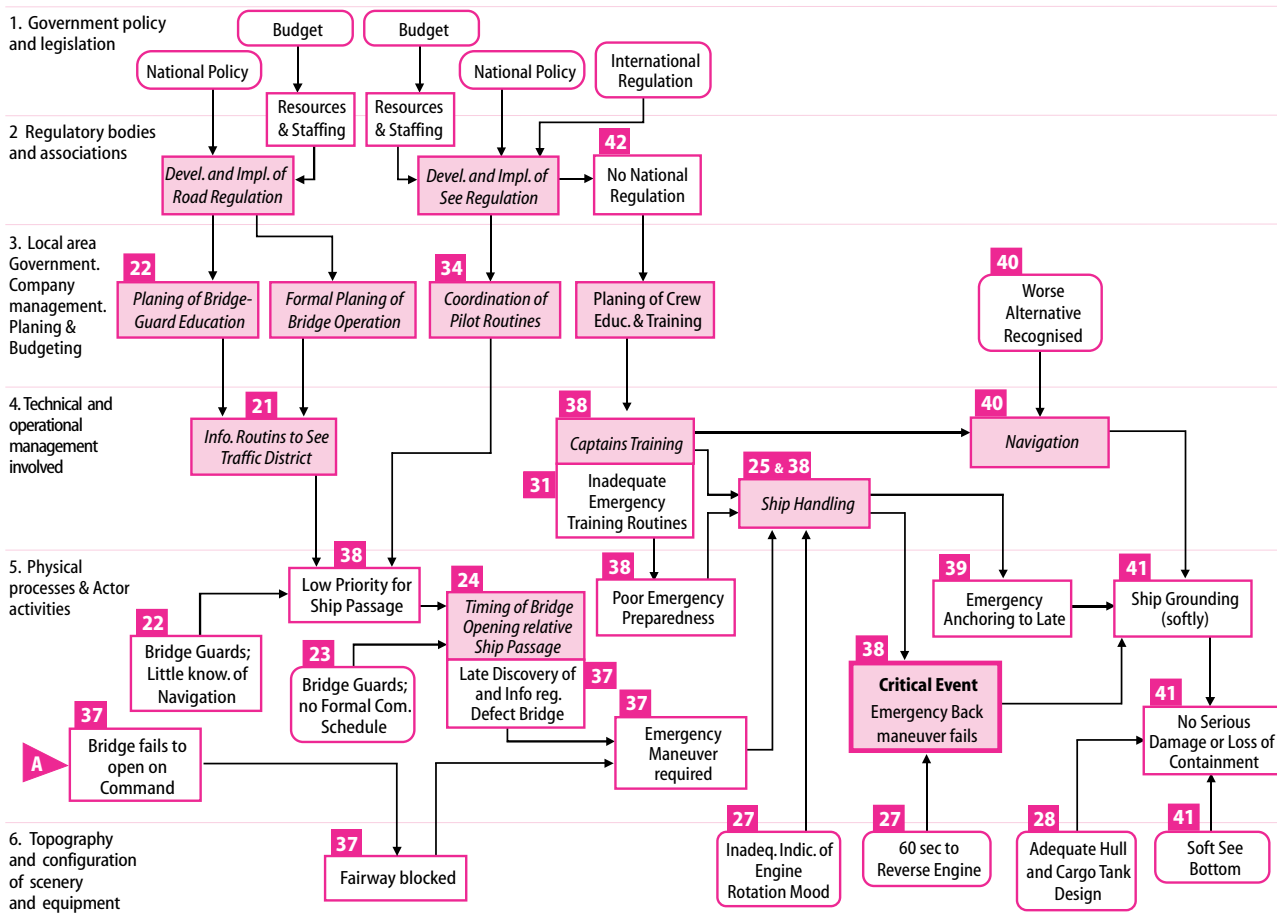 1. Government policy
and legislation
Budget
Budget
National Policy
National Policy
International
Regulation
Resources
& Staffing
Resources
& Staffing
2 Regulatory bodies
and associations
Devel. and Impl. of
Road Regulation
Devel. and Impl. of
See Regulation
42
No National
Regulation
3. Local area
Government.
Company
management.
Planing &
Budgeting
22
Planing of Bridge-
Guard Education
Formal Planing of
Bridge Operation
34
Coordination of
Pilot Routines
Planing of Crew
Educ. & Training
40
Worse
Alternative
Recognised
4. Technical and
operational
management
involved
21
Info. Routins to See
Traffic District
38
Captains Training
31
Inadequate
Emergency
Training Routines
25 & 38
Ship Handling
40
Navigation
5. Physical
processes & Actor
activities
38
Low Priority for
Ship Passage
22
Bridge Guards;
Little know. of
Navigation
23
Bridge Guards;
no Formal Com.
Schedule
24
Timing of Bridge
Opening relative
Ship Passage
Late Discovery of
and Info reg.
Defect Bridge
37
38
Poor Emergency
Preparedness
37
Emergency
Maneuver
required
38
Critical Event
Emergency Back
maneuver fails
39
Emergency
Anchoring to Late
41
Ship Grounding
(softly)
41
No Serious
Damage or Loss of
Containment
A
37
Bridge fails to
open on
Command
6. Topography
and configuration
of scenery
and equipment
37
Fairway blocked
27
Inadeq. Indic. of
Engine
Rotation Mood
27
60 sec to
Reverse Engine
28
Adequate Hull
and Cargo Tank
Design
41
Soft See
Bottom